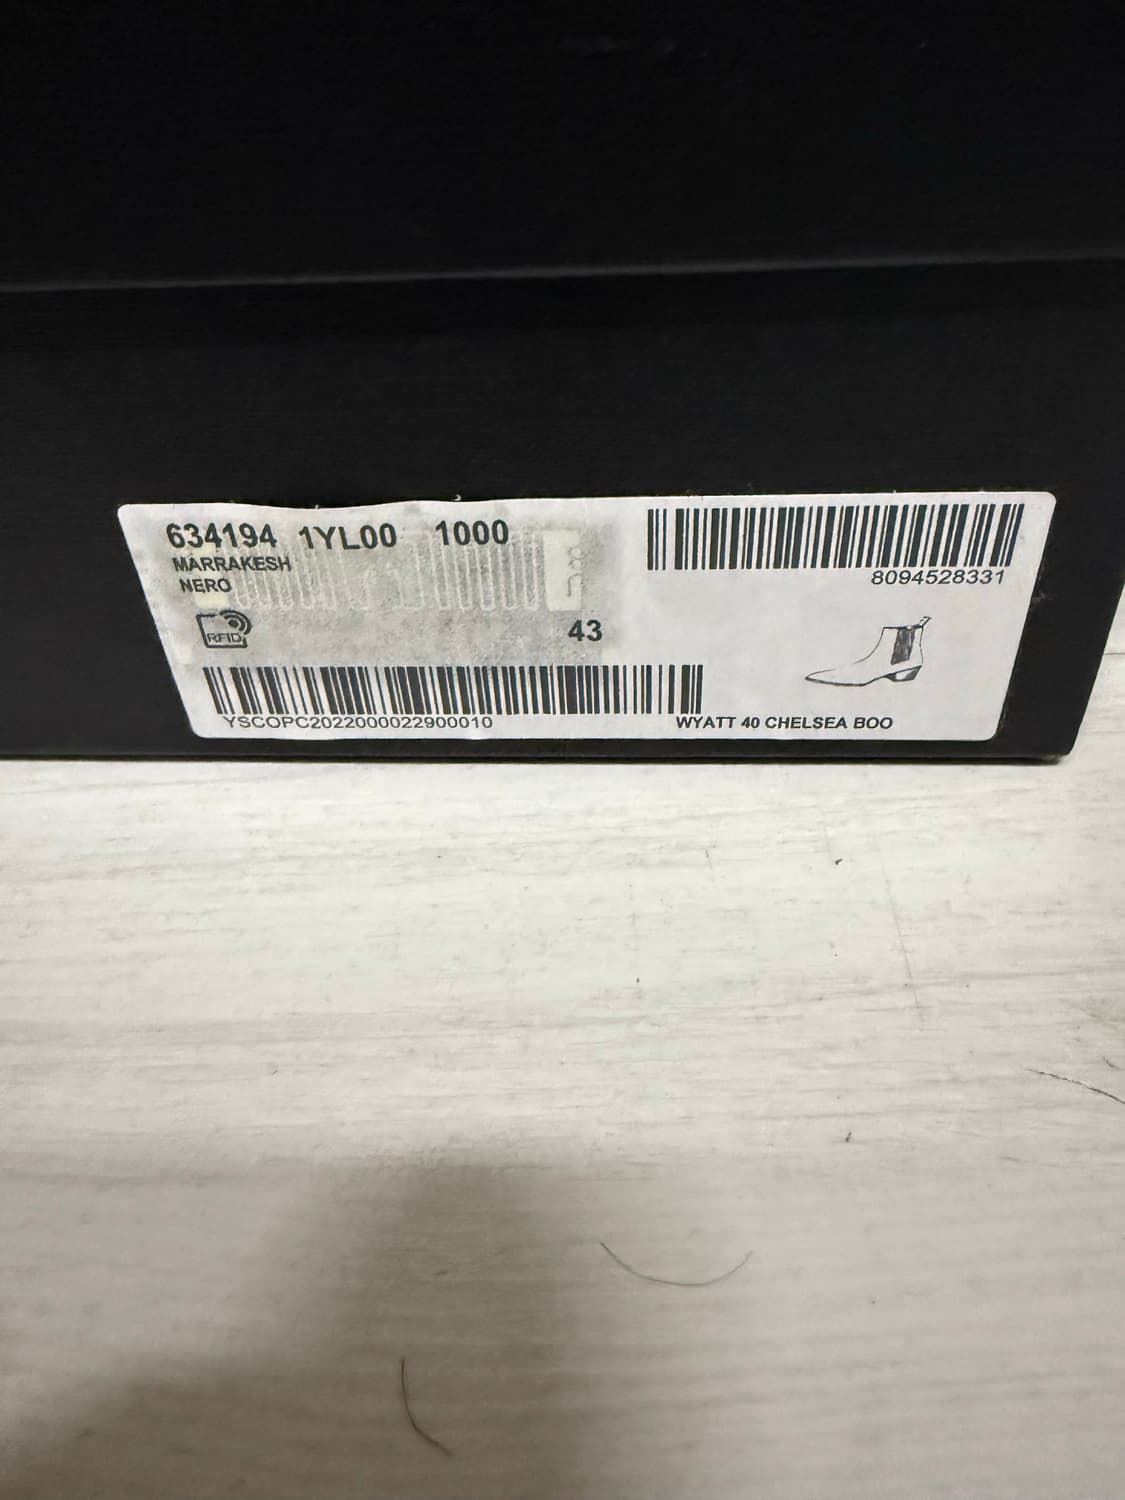 634194 1YL00 1000
MARRAKESH
NERO
RFID
43
YSCOPC2022000022900010
8094528331
WYATT 40 CHELSEA BOO